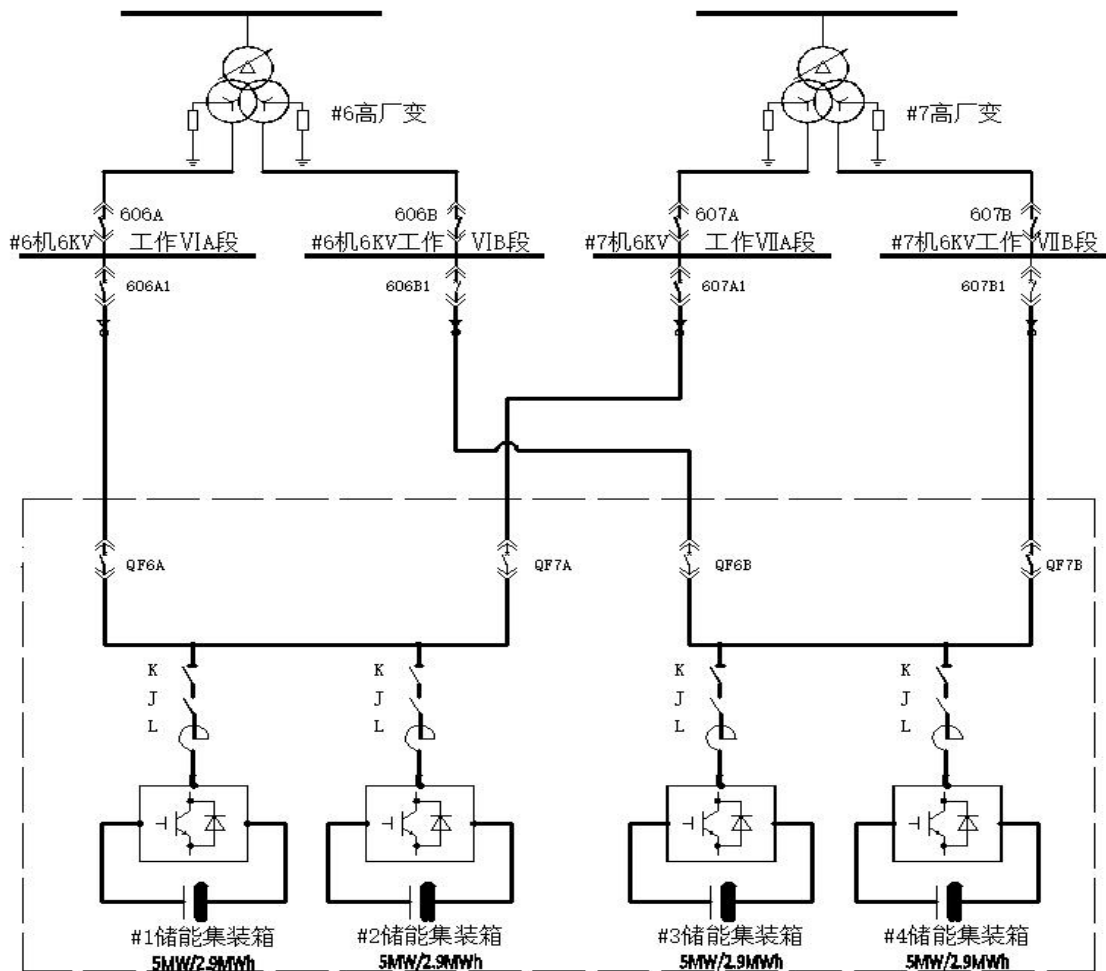 #6高厂变
#7高厂变
606A
606B
607A
607B
#6机6KV 工作ⅥA段
#6机6KV工作 ⅥB段
#7机6KV 工作ⅦA段
#7机6KV工作 ⅦB段
606A1
606B1
607A1
607B1
QF6A
QF7A
QF6B
QF7B
K
K
K
K
J
J
J
J
L
L
L
L
#1储能集装箱
#2储能集装箱
#3储能集装箱
#4储能集装箱
5MW/2.9MWh
5MW/2.9MWh
5MW/2.9MWh
5MW/2.9MWh